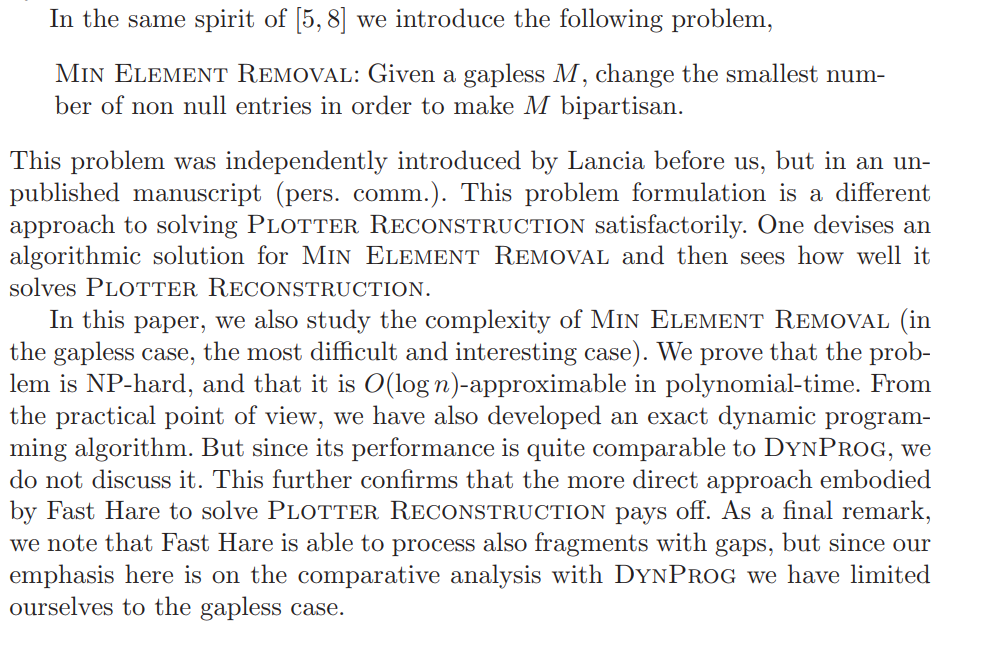 In the same spirit of [5, 8] we introduce the following problem,
MIN ELEMENT REMOVAL: Given a gapless M, change the smallest num-
ber of non null entries in order to make M bipartisan.
This problem was independently introduced by Lancia before us, but in an un-
published manuscript (pers. comm.). This problem formulation is a different
approach to solving PLOTTER RECONSTRUCTION satisfactorily. One devises an
algorithmic solution for MIN ELEMENT REMOVAL and then sees how well it
solves PLOTTER RECONSTRUCTION.
In this paper, we also study the complexity of MIN ELEMENT REMOVAL (in
the gapless case, the most difficult and interesting case). We prove that the prob-
lem is NP-hard, and that it is O(log n)-approximable in polynomial-time. From
the practical point of view, we have also developed an exact dynamic program-
ming algorithm. But since its performance is quite comparable to DYNPROG, we
do not discuss it. This further confirms that the more direct approach embodied
by Fast Hare to solve PLOTTER RECONSTRUCTION pays off. As a final remark,
we note that Fast Hare is able to process also fragments with gaps, but since our
emphasis here is on the comparative analysis with DYNPROG we have limited
ourselves to the gapless case.